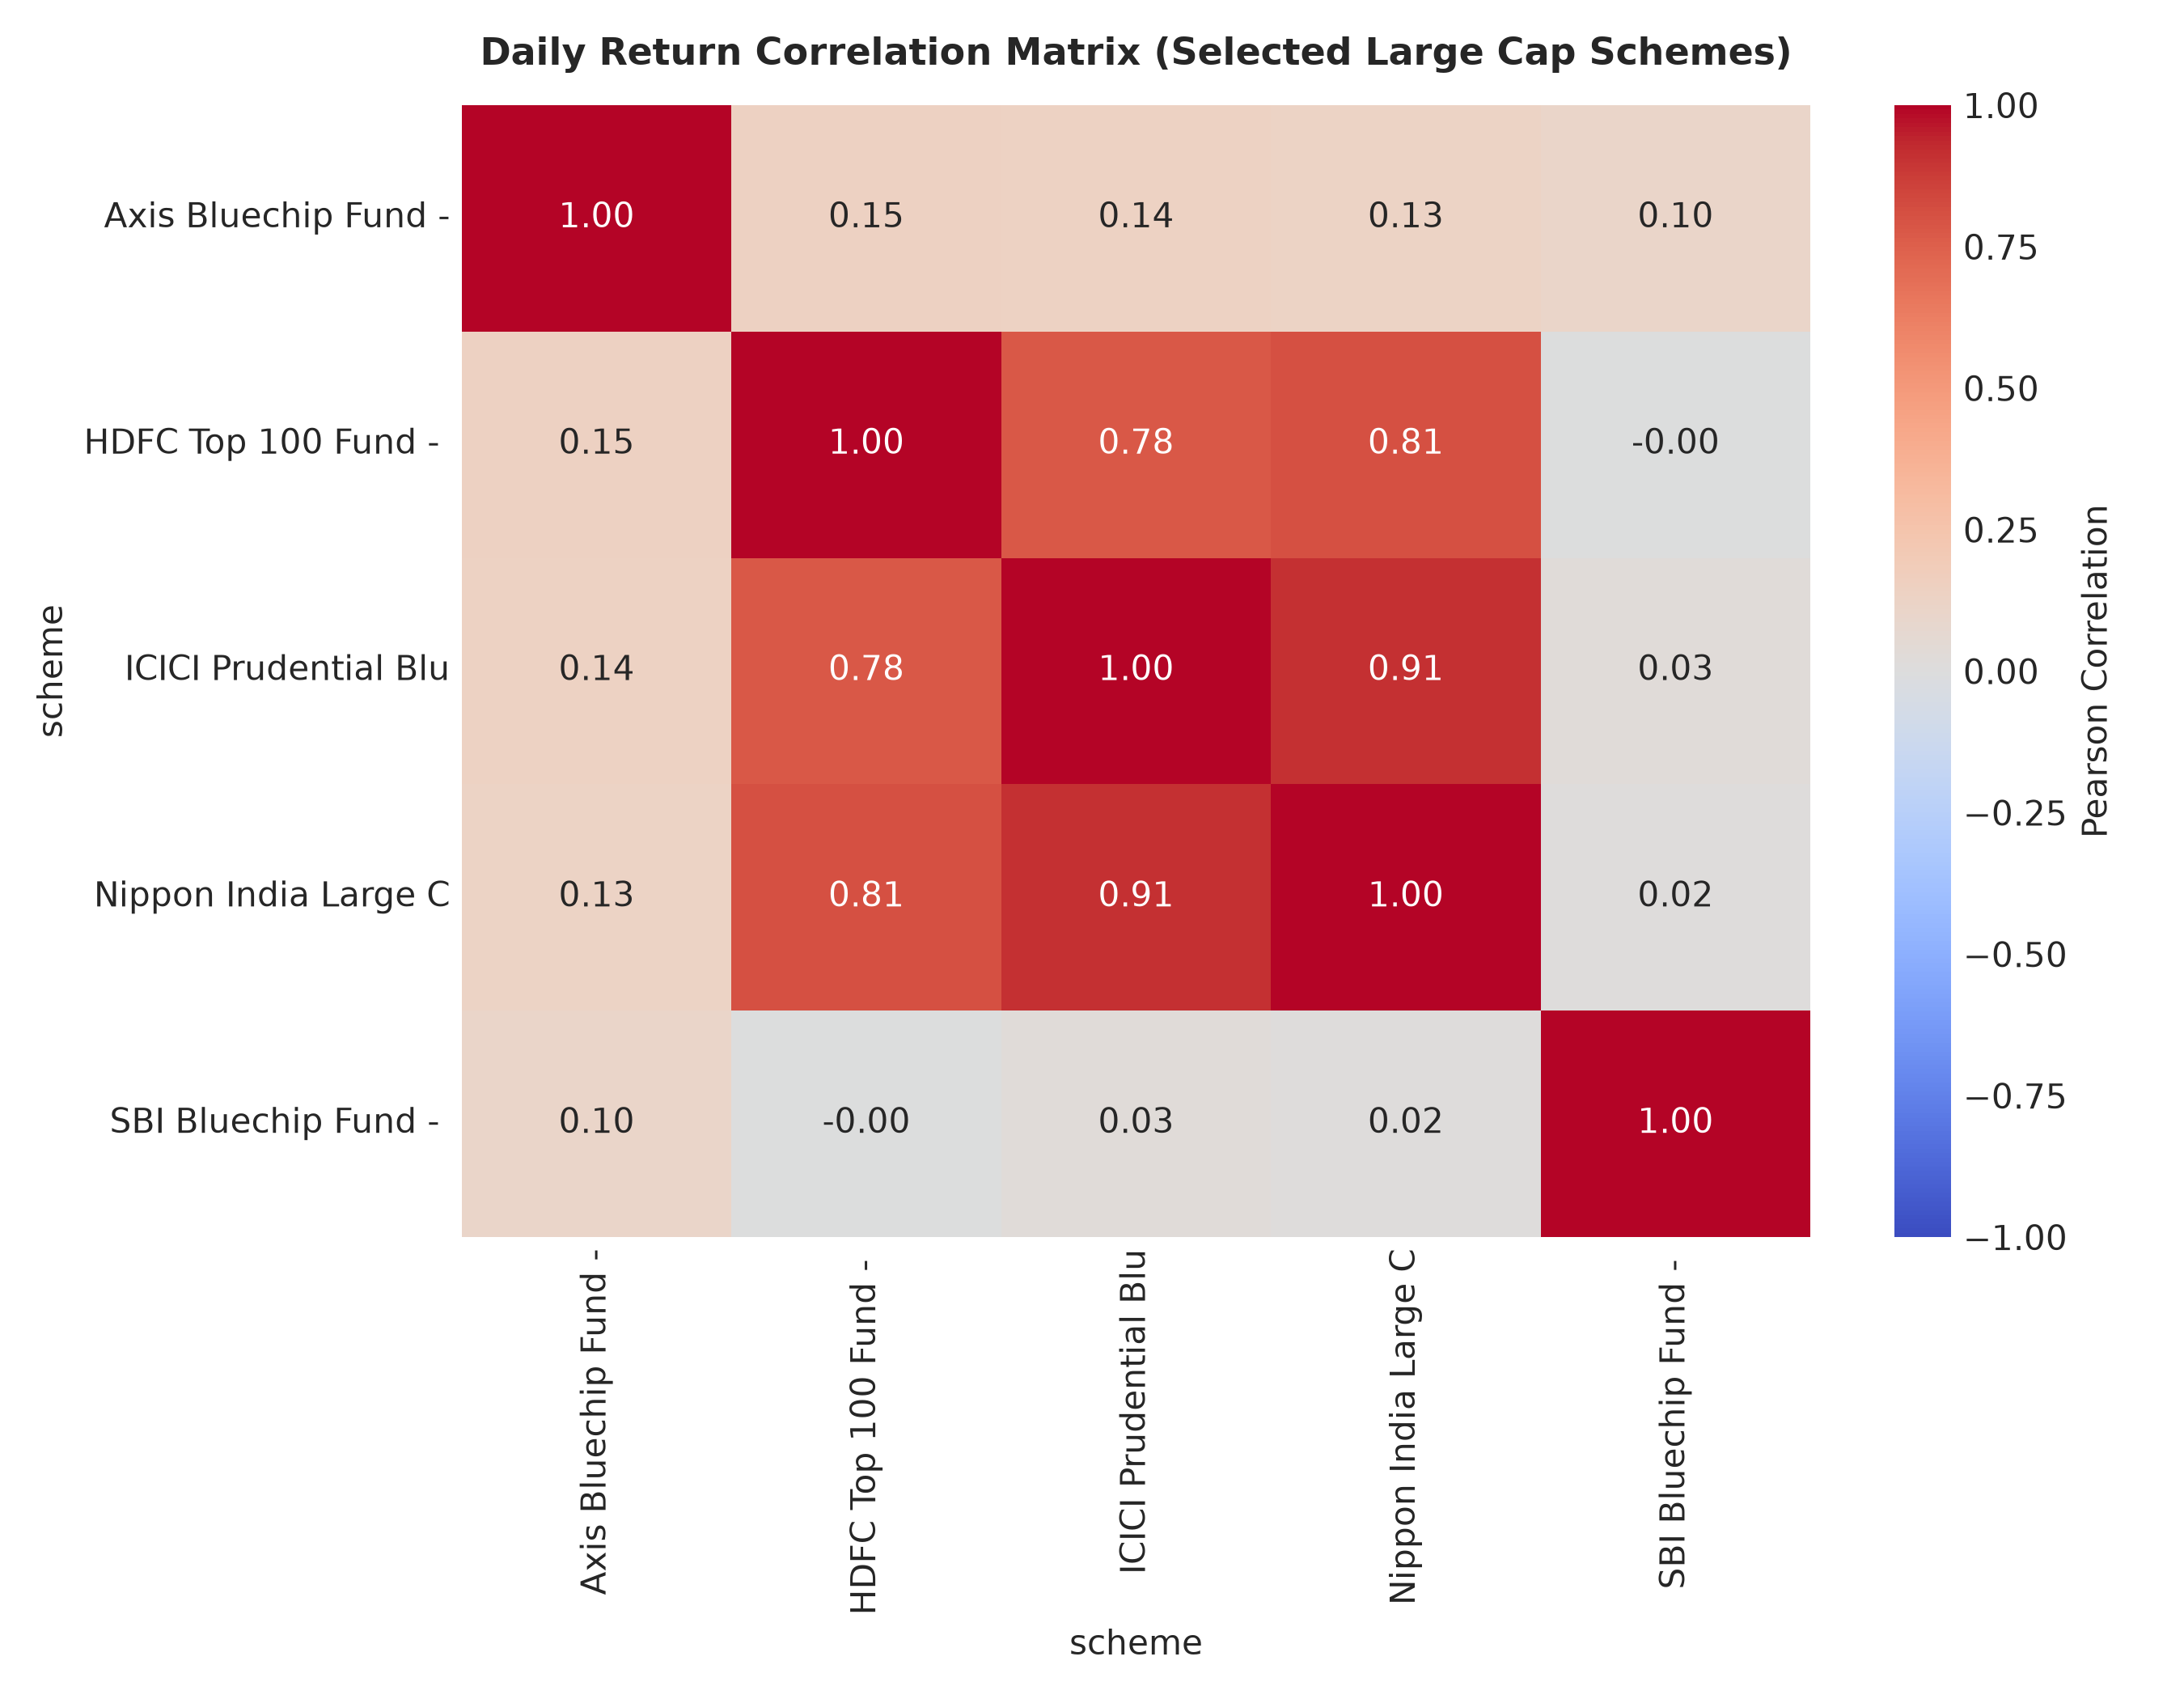 Daily Return Correlation Matrix (Selected Large Cap Schemes)
Axis Bluechip Fund - 1.00 0.15 0.14 0.13 0.10
HDFC Top 100 Fund - 0.15 1.00 0.78 0.81 -0.00
ICICI Prudential Blu 0.14 0.78 1.00 0.91 0.03
Nippon India Large C 0.13 0.81 0.91 1.00 0.02
SBI Bluechip Fund - 0.10 -0.00 0.03 0.02 1.00
scheme
Axis Bluechip Fund -
HDFC Top 100 Fund -
ICICI Prudential Blu
Nippon India Large C
SBI Bluechip Fund -
scheme
1.00
0.75
0.50
0.25
0.00
−0.25
−0.50
−0.75
−1.00
Pearson Correlation